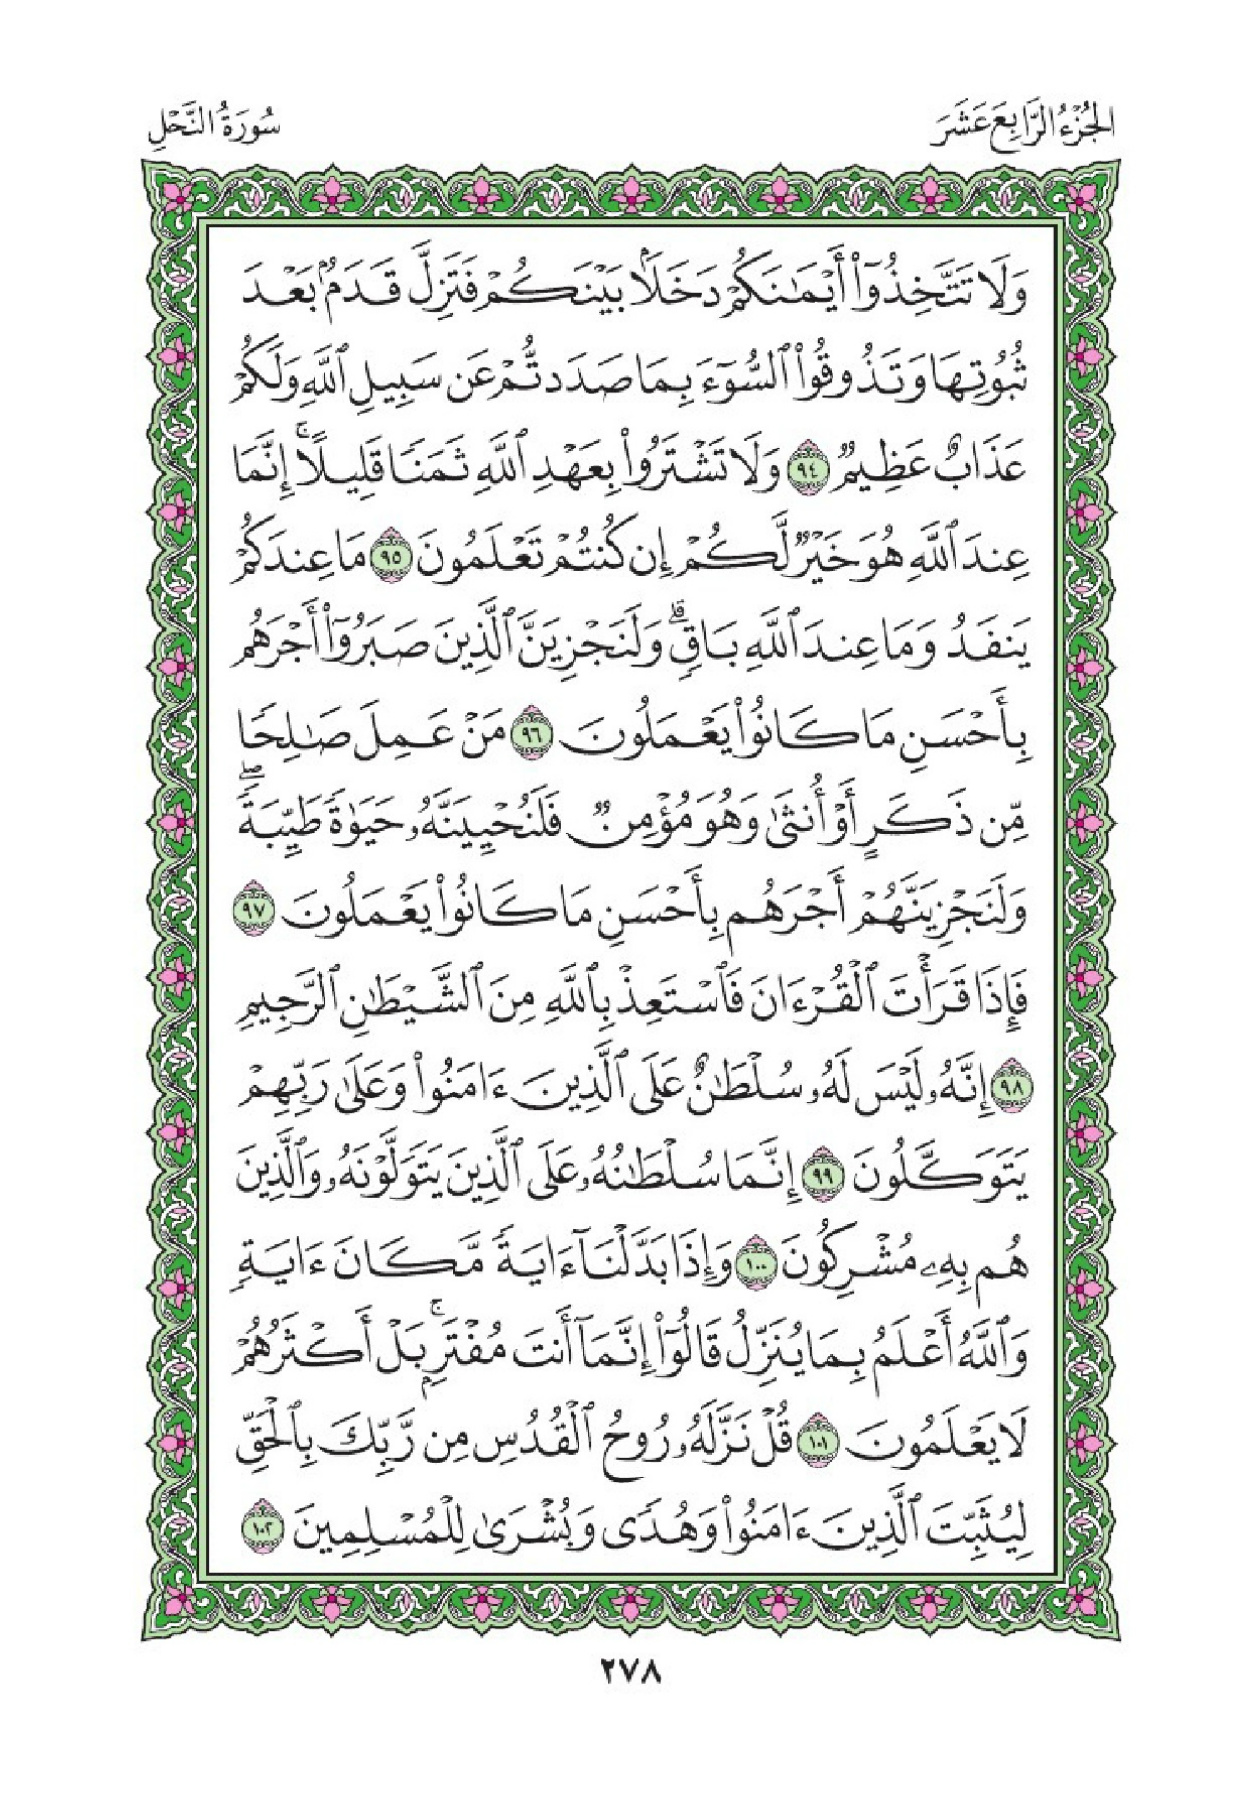 الجُزْءُ الرَّابِعَ عَشَرَ
سُورَةُ النَّحْلِ
وَلَا تَتَّخِذُوٓا۟ أَيْمَٰنَكُمْ دَخَلًۢا بَيْنَكُمْ فَتَزِلَّ قَدَمٌۢ بَعْدَ
ثُبُوتِهَا وَتَذُوقُوا۟ ٱلسُّوٓءَ بِمَا صَدَدتُّمْ عَن سَبِيلِ ٱللَّهِ وَلَكُمْ
عَذَابٌ عَظِيمٌ ٩٤ وَلَا تَشْتَرُوا۟ بِعَهْدِ ٱللَّهِ ثَمَنًا قَلِيلًا ۚ إِنَّمَا
عِندَ ٱللَّهِ هُوَ خَيْرٌ لَّكُمْ إِن كُنتُمْ تَعْلَمُونَ ٩٥ مَا عِندَكُمْ
يَنفَدُ وَمَا عِندَ ٱللَّهِ بَاقٍ ۗ وَلَنَجْزِيَنَّ ٱلَّذِينَ صَبَرُوٓا۟ أَجْرَهُم
بِأَحْسَنِ مَا كَانُوا۟ يَعْمَلُونَ ٩٦ مَنْ عَمِلَ صَٰلِحًا
مِّن ذَكَرٍ أَوْ أُنثَىٰ وَهُوَ مُؤْمِنٌ فَلَنُحْيِيَنَّهُۥ حَيَوٰةً طَيِّبَةً ۖ
وَلَنَجْزِيَنَّهُمْ أَجْرَهُم بِأَحْسَنِ مَا كَانُوا۟ يَعْمَلُونَ ٩٧
فَإِذَا قَرَأْتَ ٱلْقُرْءَانَ فَٱسْتَعِذْ بِٱللَّهِ مِنَ ٱلشَّيْطَٰنِ ٱلرَّجِيمِ
٩٨ إِنَّهُۥ لَيْسَ لَهُۥ سُلْطَٰنٌ عَلَى ٱلَّذِينَ ءَامَنُوا۟ وَعَلَىٰ رَبِّهِمْ
يَتَوَكَّلُونَ ٩٩ إِنَّمَا سُلْطَٰنُهُۥ عَلَى ٱلَّذِينَ يَتَوَلَّوْنَهُۥ وَٱلَّذِينَ
هُم بِهِۦ مُشْرِكُونَ ١٠٠ وَإِذَا بَدَّلْنَآ ءَايَةً مَّكَانَ ءَايَةٍ
وَٱللَّهُ أَعْلَمُ بِمَا يُنَزِّلُ قَالُوٓا۟ إِنَّمَآ أَنتَ مُفْتَرٍۭ ۚ بَلْ أَكْثَرُهُمْ
لَا يَعْلَمُونَ ١٠١ قُلْ نَزَّلَهُۥ رُوحُ ٱلْقُدُسِ مِن رَّبِّكَ بِٱلْحَقِّ
لِيُثَبِّتَ ٱلَّذِينَ ءَامَنُوا۟ وَهُدًى وَبُشْرَىٰ لِلْمُسْلِمِينَ ١٠٢
٢٧٨